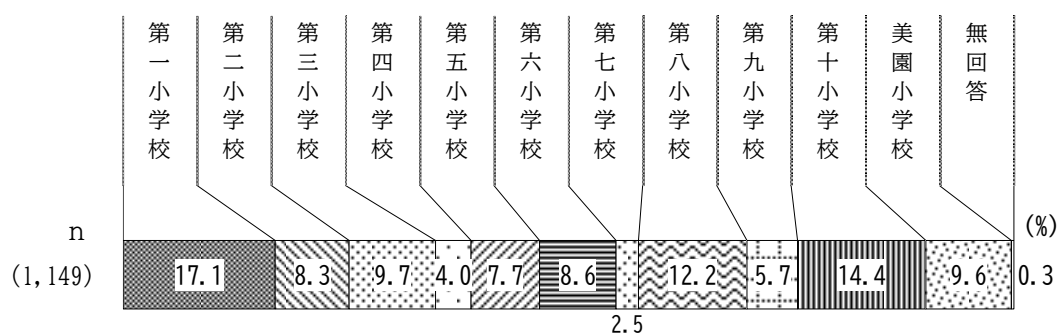 第一小学校
第二小学校
第三小学校
第四小学校
第五小学校
第六小学校
第七小学校
第八小学校
第九小学校
第十小学校
美園小学校
無回答
(%)
n
(1,149)
17.1
8.3
9.7
4.0
7.7
8.6
12.2
5.7
14.4
9.6
0.3
2.5